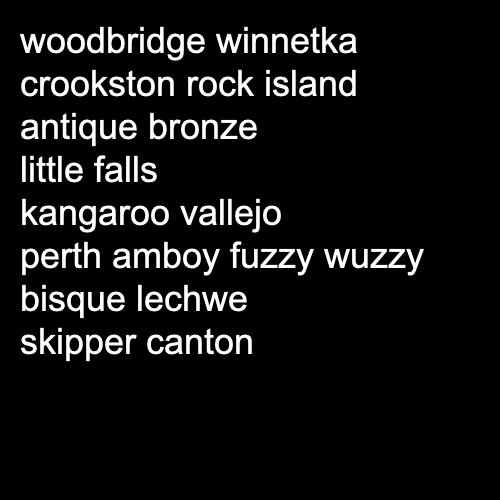 woodbridge winnetka
crookston rock island
antique bronze
little falls
kangaroo vallejo
perth amboy fuzzy wuzzy
bisque lechwe
skipper canton